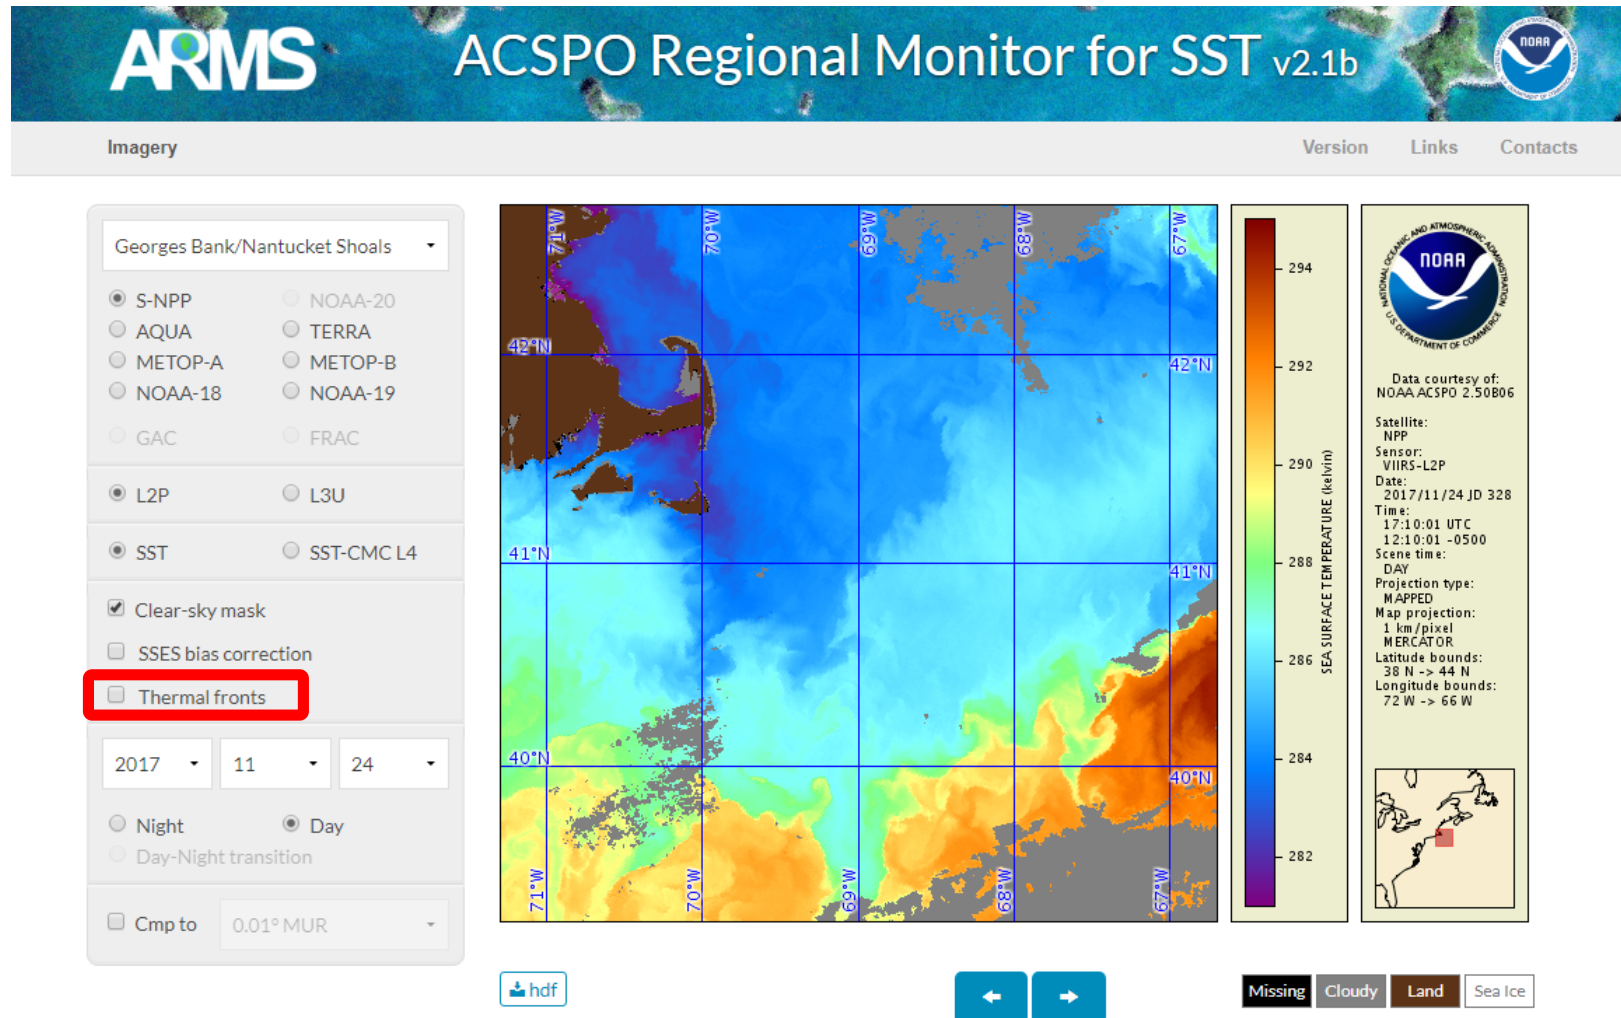 ARMS
ACSPO Regional Monitor for SST v2.1b
NOAA
Imagery
Version Links Contacts
Georges Bank/Nantucket Shoals
S-NPP NOAA-20
AQUA TERRA
METOP-A METOP-B
NOAA-18 NOAA-19
GAC FRAC
L2P L3U
SST SST-CMC L4
Clear-sky mask
SSES bias correction
Thermal fronts
2017 11 24
Night Day
Day-Night transition
Cmp to 0.01° MUR
71°W 70°W 69°W 68°W 67°W
42°N 42°N
41°N 41°N
40°N 40°N
71°W 70°W 69°W 68°W 67°W
294
292
290
288
286
284
282
SEA SURFACE TEMPERATURE (kelvin)
NATIONAL OCEANIC AND ATMOSPHERIC ADMINISTRATION
NOAA
U.S. DEPARTMENT OF COMMERCE
Data courtesy of:
NOAA ACSPO 2.50B06
Satellite:
NPP
Sensor:
VIIRS-L2P
Date:
2017/11/24 JD 328
Time:
17:10:01 UTC
12:10:01 -0500
Scene time:
DAY
Projection type:
MAPPED
Map projection:
1 km/pixel
MERCATOR
Latitude bounds:
38 N -> 44 N
Longitude bounds:
72 W -> 66 W
hdf
Missing Cloudy Land Sea Ice